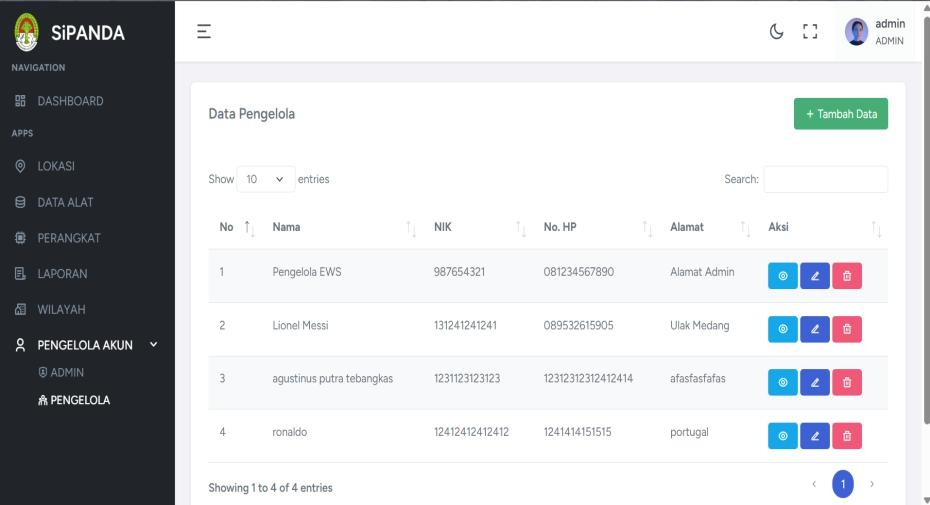 SiPANDA
NAVIGATION
DASHBOARD
APPS
LOKASI
DATA ALAT
PERANGKAT
LAPORAN
WILAYAH
PENGELOLA AKUN
ADMIN
PENGELOLA
admin
ADMIN
Data Pengelola
+ Tambah Data
Show 10 entries
Search:
No Nama NIK No. HP Alamat Aksi
1 Pengelola EWS 987654321 081234567890 Alamat Admin
2 Lionel Messi 131241241241 089532615905 Ulak Medang
3 agustinus putra tebangkas 1231123123123 12312312312412414 afasfasfafas
4 ronaldo 12412412412412 1241414151515 portugal
Showing 1 to 4 of 4 entries
‹ 1 ›